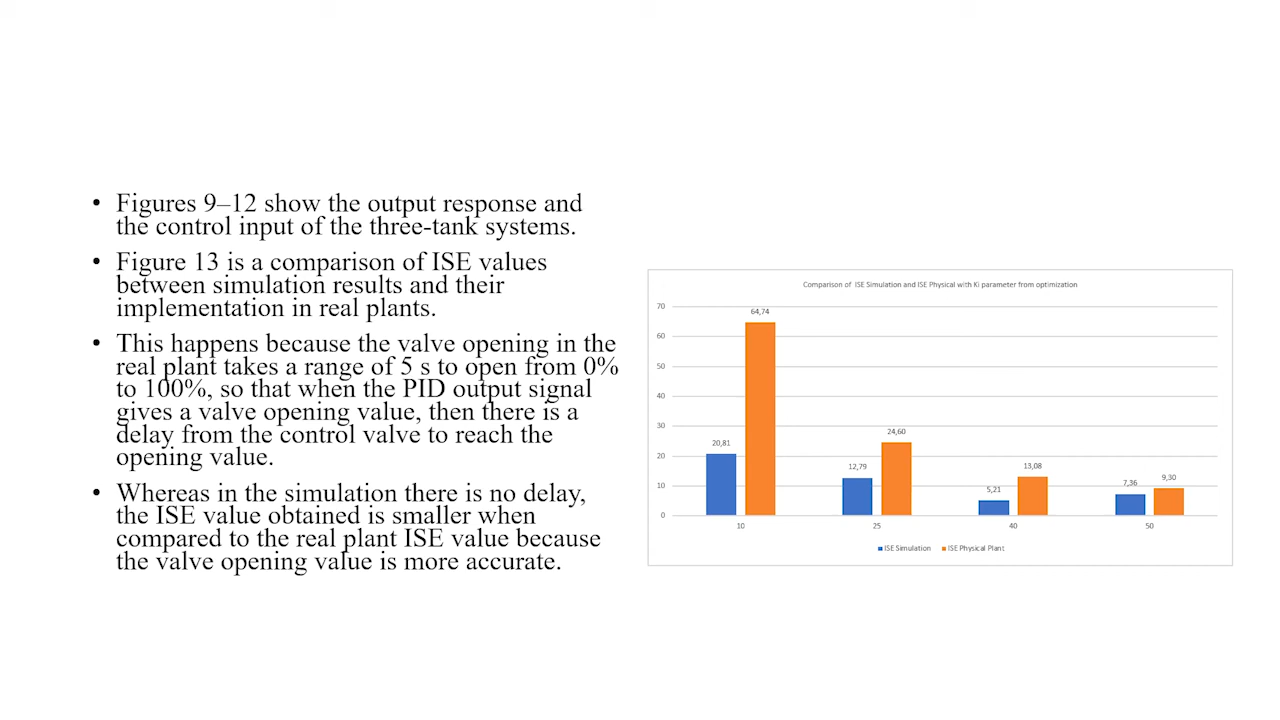 • Figures 9–12 show the output response and
the control input of the three-tank systems.
• Figure 13 is a comparison of ISE values
between simulation results and their
implementation in real plants.
• This happens because the valve opening in the
real plant takes a range of 5 s to open from 0%
to 100%, so that when the PID output signal
gives a valve opening value, then there is a
delay from the control valve to reach the
opening value.
• Whereas in the simulation there is no delay,
the ISE value obtained is smaller when
compared to the real plant ISE value because
the valve opening value is more accurate.
Comparison of ISE Simulation and ISE Physical with Ki parameter from optimization
70
60
50
40
30
20
10
0
20,81
64,74
12,79
24,60
5,21
13,08
7,36
9,30
10
25
40
50
ISE Simulation
ISE Physical Plant